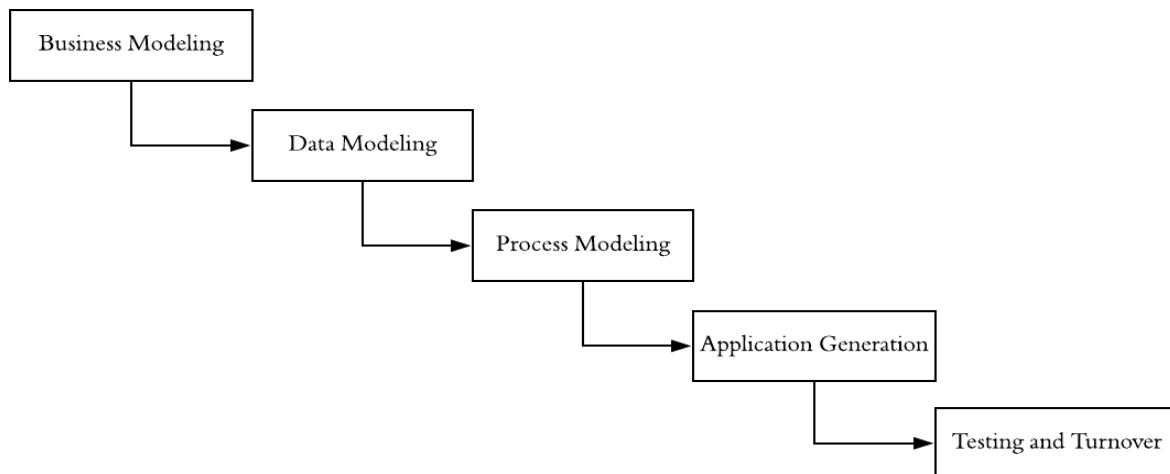 Business Modeling
Data Modeling
Process Modeling
Application Generation
Testing and Turnover